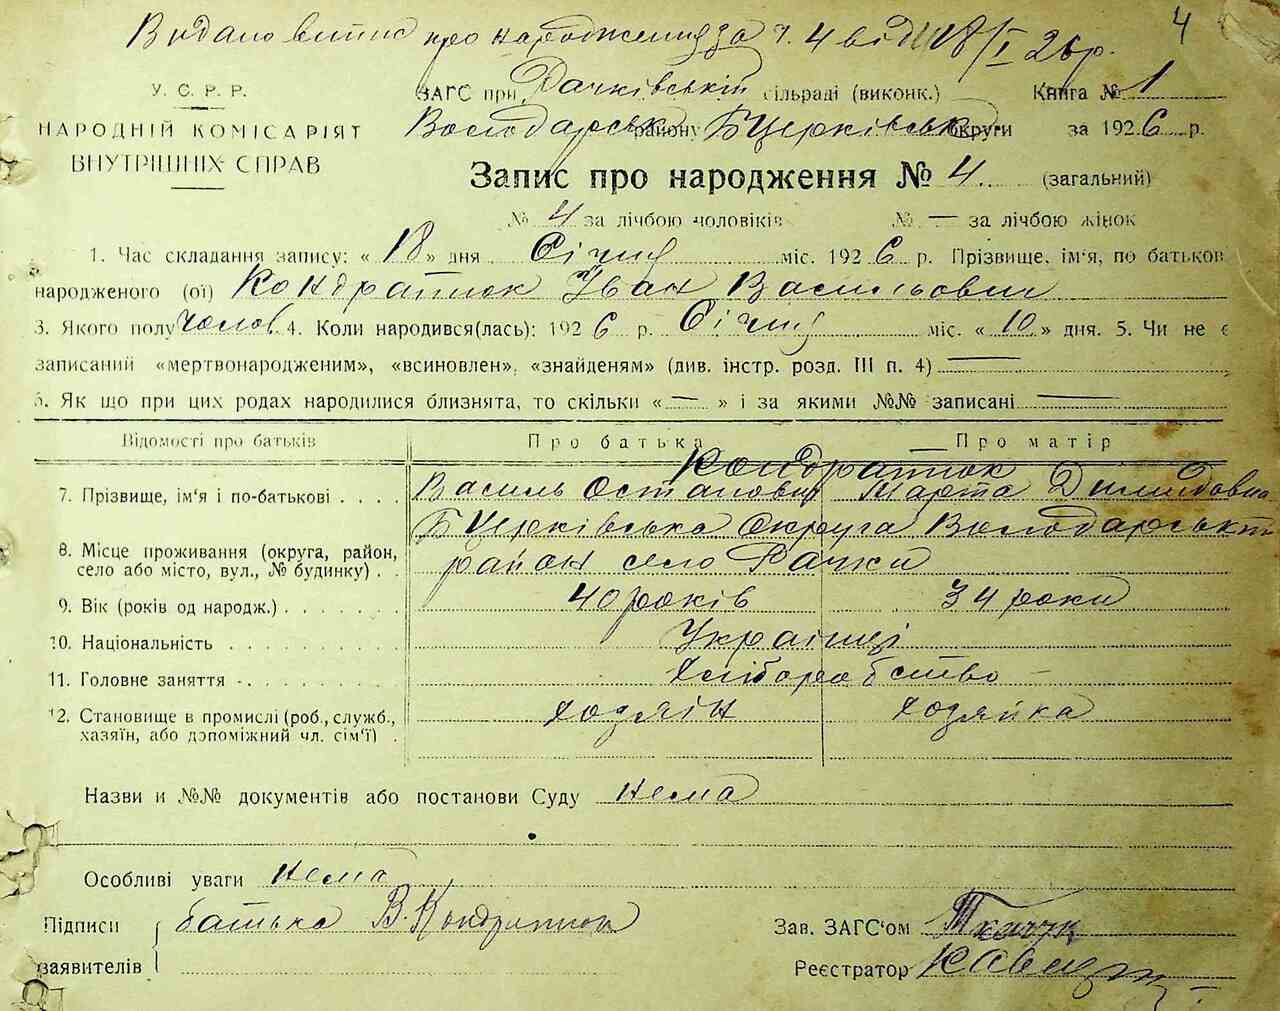 4
Видано витяг про народження за ч. 4 від 18/I 26 р.
У. С. Р. Р.
НАРОДНІЙ КОМІСАРІЯТ
ВНУТРІШНІХ СПРАВ
ЗАГС при Рачківській сільраді (виконк.) Книга № 1
Володарськ району БЦерківськ округи за 1926 р.
Запис про народження № 4 (загальний)
№ 4 за лічбою чоловіків № — за лічбою жінок
1. Час складання запису: « 18 » дня Січня міс. 1926 р. Прізвище, ім'я, по батьков
народженого (ої) Кондратюк Іван Васильович
3. Якого полу чолов. 4. Коли народився(лась): 1926 р. Січня міс. « 10 » дня. 5. Чи не є
записаний «мертвонародженим», «всиновлен», «знайденям» (див. інстр. розд. III п. 4) —
6. Як що при цих родах народилися близнята, то скільки « — » і за якими №№ записані —
Відомості про батьків Про батька Про матір
Кондратюк
7. Прізвище, ім'я і по-батькові . . . . Василь Остапович Марта
БЦерківська Округа Володарський
8. Місце проживання (округа, район,
село або місто, вул., № будинку) . . район село Рачки
9. Вік (років од народж.) . . . . . . 40 років 34 роки
10. Національність . . . . . . . . . Українці
11. Головне заняття - . . . . . . . . Хліборобство
12. Становище в промислі (роб., служб., ходзяїн ходзяйка
хазяїн, або допоміжний чл. сім'ї) .
Назви и №№ документів або постанови Суду нема
Особливі уваги нема
Підписи батька В Кондратюк
заявителів
Зав. ЗАГС'ом Ткачук
Реєстратор